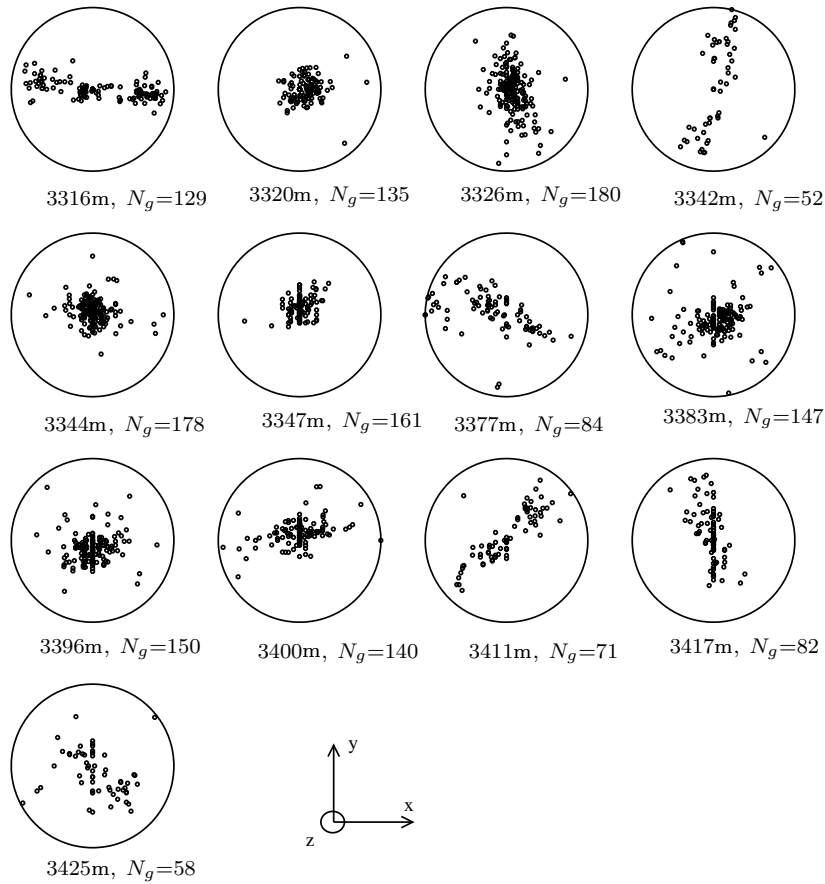 3316m, N_g=129
3320m, N_g=135
3326m, N_g=180
3342m, N_g=52
3344m, N_g=178
3347m, N_g=161
3377m, N_g=84
3383m, N_g=147
3396m, N_g=150
3400m, N_g=140
3411m, N_g=71
3417m, N_g=82
3425m, N_g=58
y
x
z